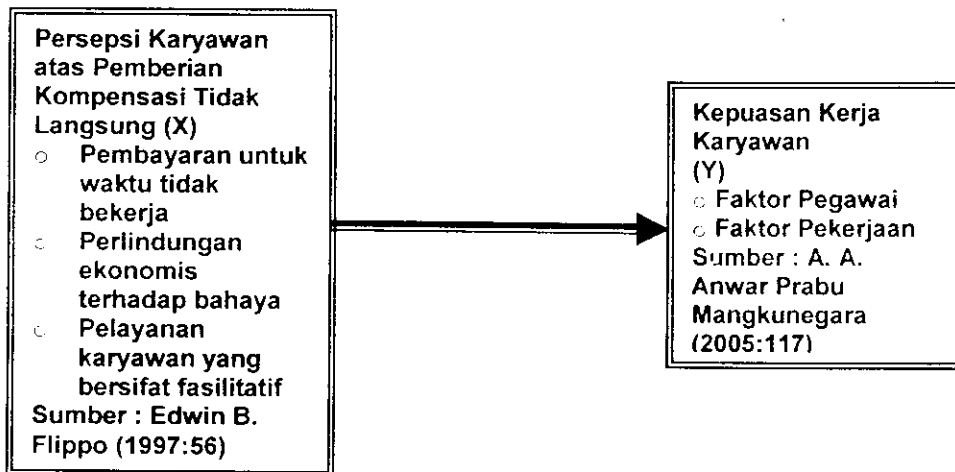 Persepsi Karyawan
atas Pemberian
Kompensasi Tidak
Langsung (X)
○ Pembayaran untuk
waktu tidak
bekerja
○ Perlindungan
ekonomis
terhadap bahaya
○ Pelayanan
karyawan yang
bersifat fasilitatif
Sumber : Edwin B.
Flippo (1997:56)
Kepuasan Kerja
Karyawan
(Y)
○ Faktor Pegawai
○ Faktor Pekerjaan
Sumber : A. A.
Anwar Prabu
Mangkunegara
(2005:117)